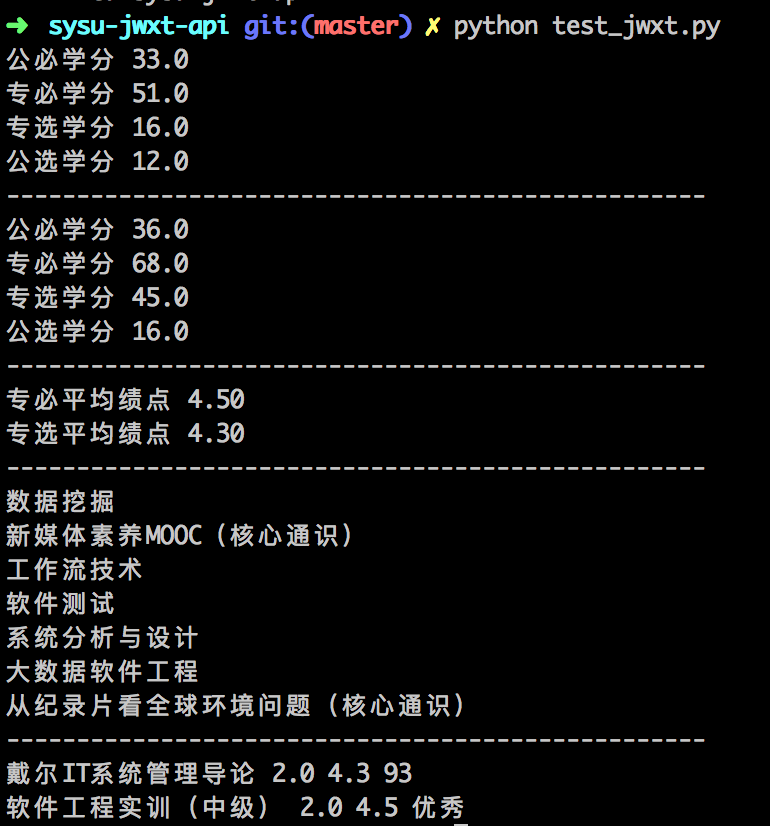 ➜ sysu-jwxt-api git:(master) ✗ python test_jwxt.py
公必学分 33.0
专必学分 51.0
专选学分 16.0
公选学分 12.0
--------------------------------------------------
公必学分 36.0
专必学分 68.0
专选学分 45.0
公选学分 16.0
--------------------------------------------------
专必平均绩点 4.50
专选平均绩点 4.30
--------------------------------------------------
数据挖掘
新媒体素养MOOC（核心通识）
工作流技术
软件测试
系统分析与设计
大数据软件工程
从纪录片看全球环境问题（核心通识）
--------------------------------------------------
戴尔IT系统管理导论 2.0 4.3 93
软件工程实训（中级） 2.0 4.5 优秀